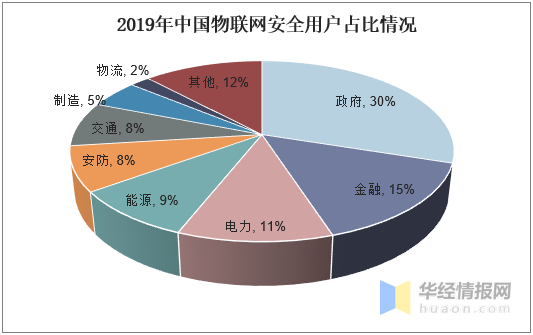 2019年中国物联网安全用户占比情况
政府, 30%
金融, 15%
电力, 11%
能源, 9%
安防, 8%
交通, 8%
制造, 5%
物流, 2%
其他, 12%
华经情报网
huaon.com